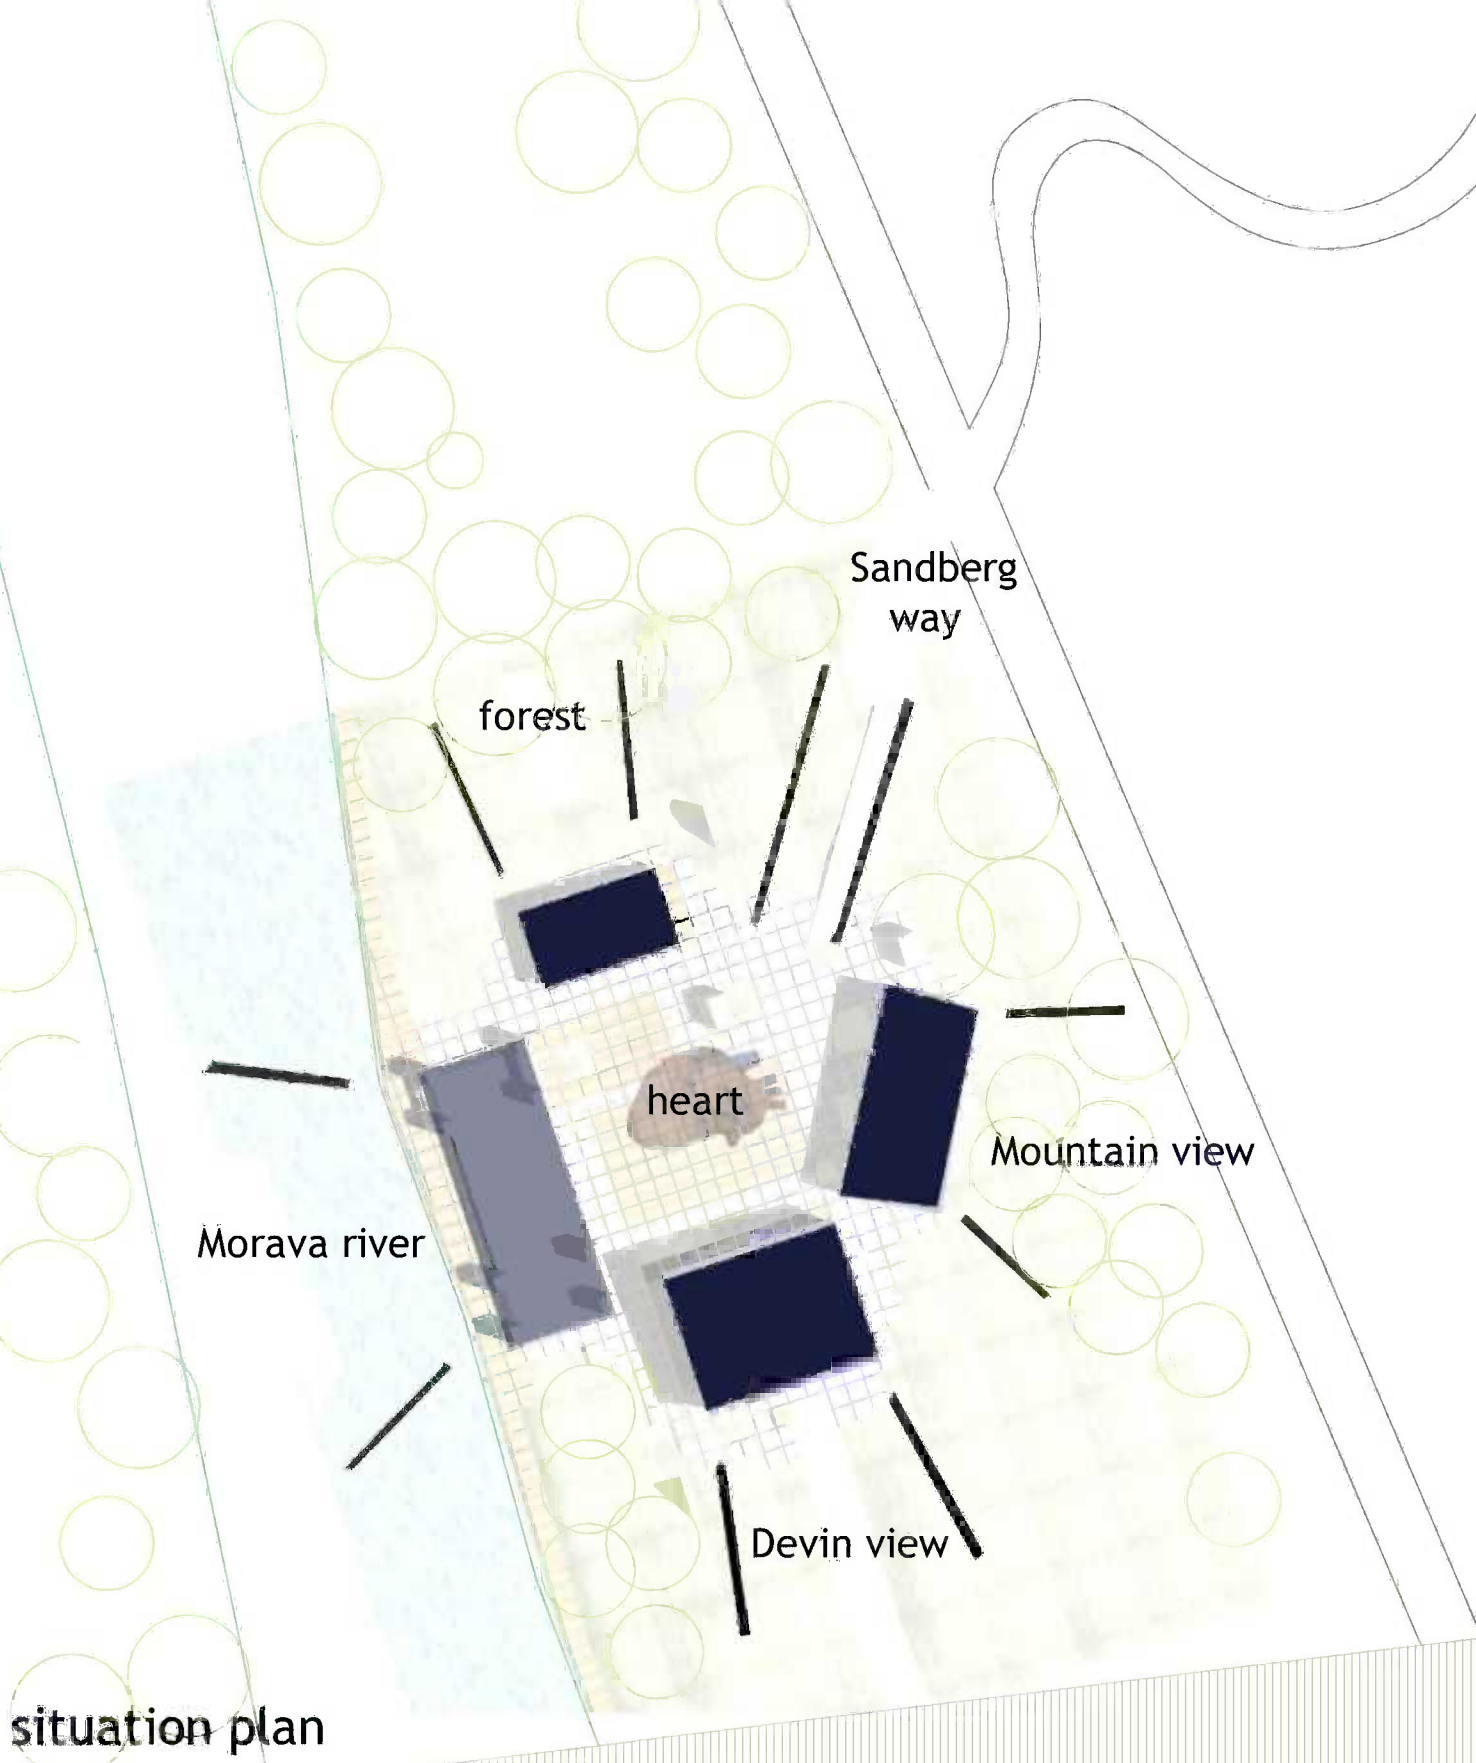 Sandberg
way
forest
heart
Mountain view
Morava river
Devin view
situation plan